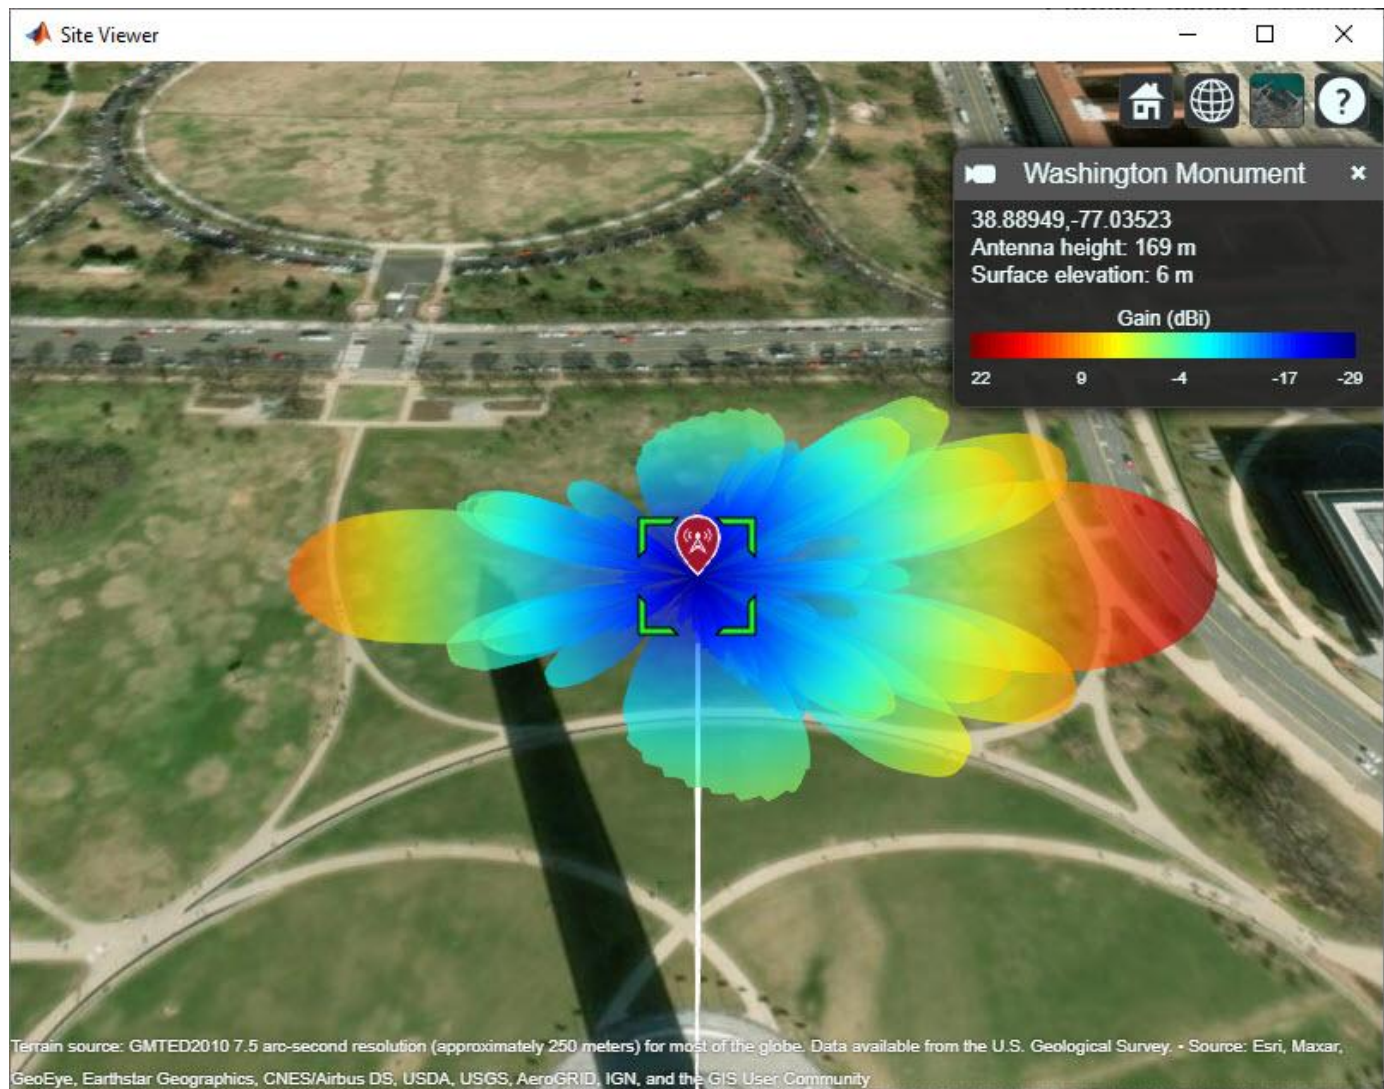 Site Viewer
Washington Monument
38.88949,-77.03523
Antenna height: 169 m
Surface elevation: 6 m
Gain (dBi)
22 9 -4 -17 -29
Terrain source: GMTED2010 7.5 arc-second resolution (approximately 250 meters) for most of the globe. Data available from the U.S. Geological Survey. • Source: Esri, Maxar,
GeoEye, Earthstar Geographics, CNES/Airbus DS, USDA, USGS, AeroGRID, IGN, and the GIS User Community